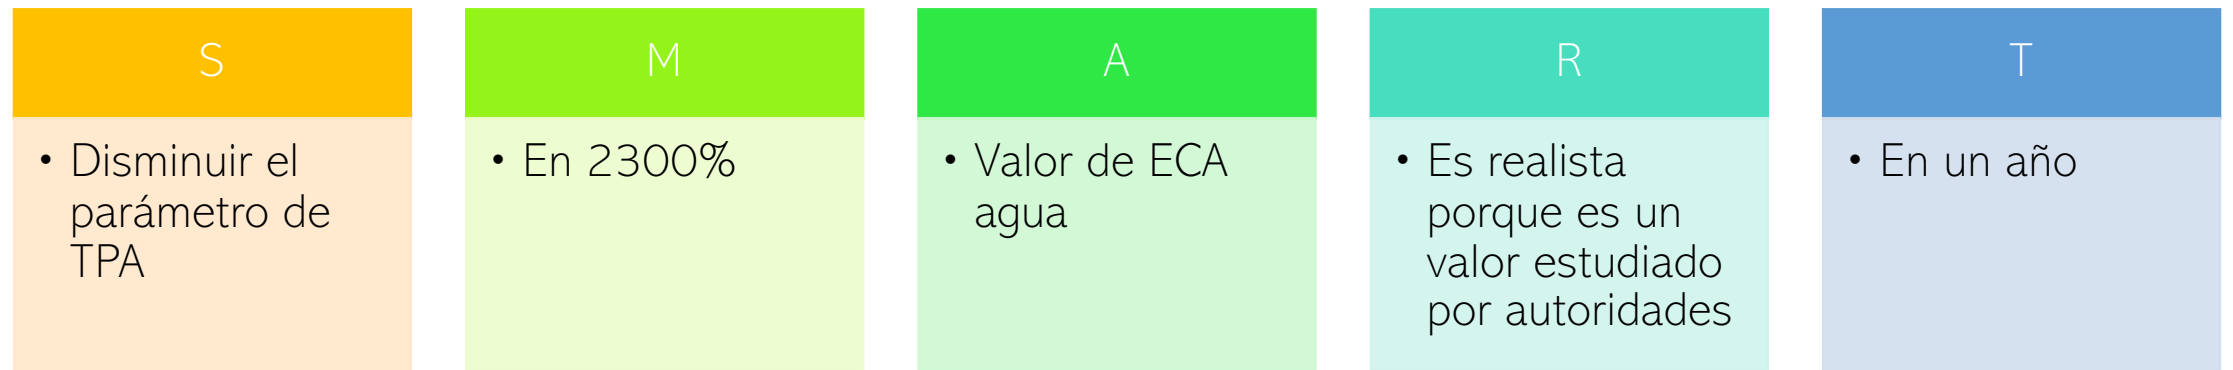 S
• Disminuir el
parámetro de
TPA
M
• En 2300%
A
• Valor de ECA
agua
R
• Es realista
porque es un
valor estudiado
por autoridades
T
• En un año